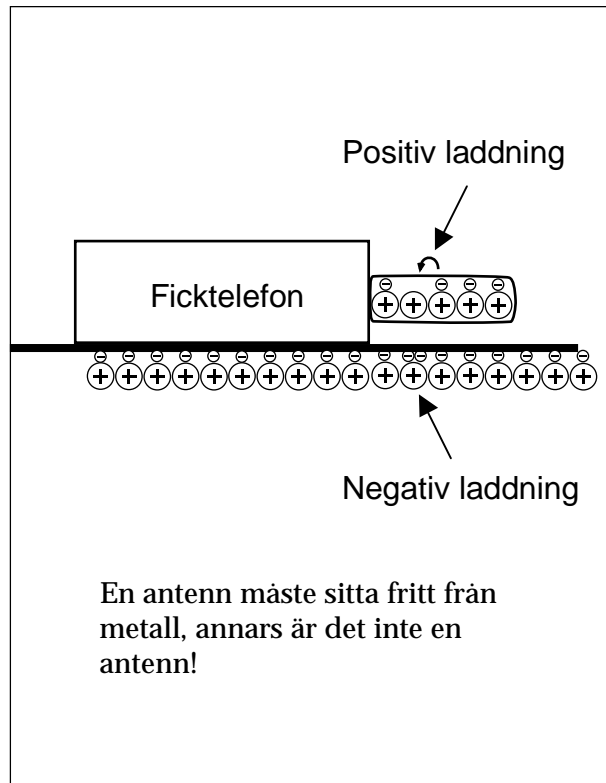 Positiv laddning
Ficktelefon
Negativ laddning
En antenn måste sitta fritt från
metall, annars är det inte en
antenn!